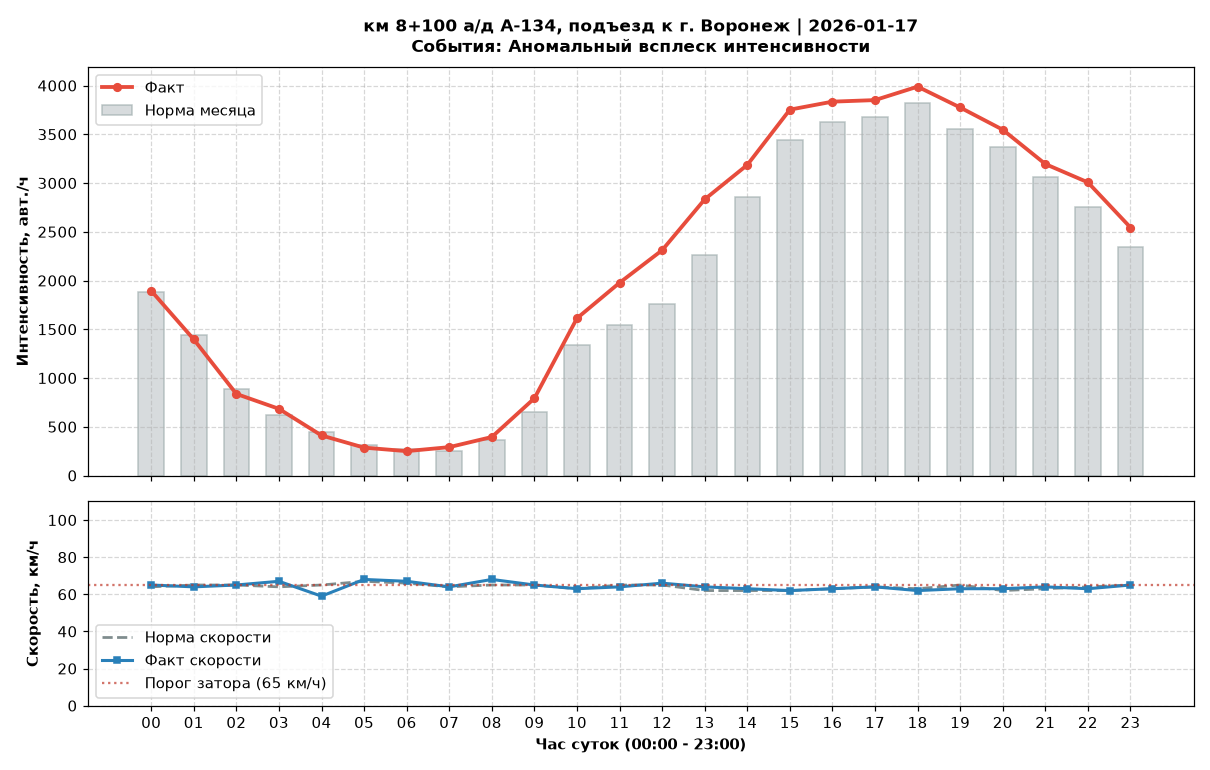 км 8+100 а/д А-134, подъезд к г. Воронеж | 2026-01-17
События: Аномальный всплеск интенсивности
Интенсивность, авт./ч
4000
3500
3000
2500
2000
1500
1000
500
0
Факт
Норма месяца
Скорость, км/ч
100
80
60
40
20
0
Норма скорости
Факт скорости
Порог затора (65 км/ч)
00 01 02 03 04 05 06 07 08 09 10 11 12 13 14 15 16 17 18 19 20 21 22 23
Час суток (00:00 - 23:00)